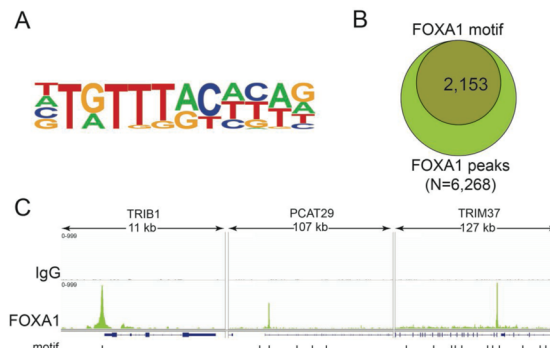 A
B
FOXA1 motif
2,153
FOXA1 peaks
(N=6,268)
C
TRIB1 PCAT29 TRIM37
11 kb 107 kb 127 kb
0-999
IgG
0-999
FOXA1
motif